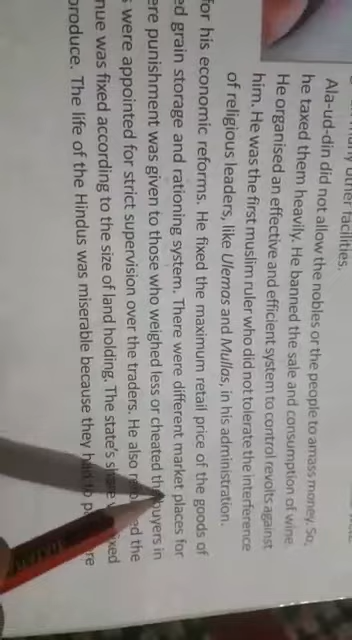 many other facilities.
Ala-ud-din did not allow the nobles or the people to amass money. So,
he taxed them heavily. He banned the sale and consumption of wine.
He organised an effective and efficient system to control revolts against
him. He was the first muslim ruler who did not tolerate the interference
of religious leaders, like Ulemas and Mullas, in his administration.
for his economic reforms. He fixed the maximum retail price of the goods of
ed grain storage and rationing system. There were different market places for
ere punishment was given to those who weighed less or cheated the buyers in
s were appointed for strict supervision over the traders. He also the
nue was fixed according to the size of land holding. The state's share fixed
produce. The life of the Hindus was miserable because they had to